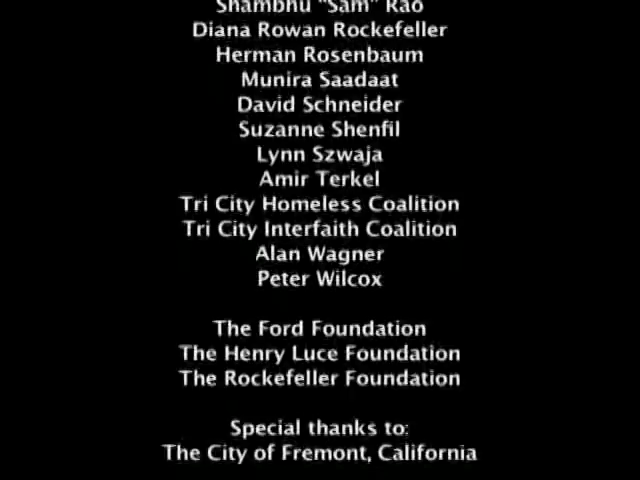 Shambhu "Sam" Rao
Diana Rowan Rockefeller
Herman Rosenbaum
Munira Saadaat
David Schneider
Suzanne Shenfil
Lynn Szwaja
Amir Terkel
Tri City Homeless Coalition
Tri City Interfaith Coalition
Alan Wagner
Peter Wilcox
The Ford Foundation
The Henry Luce Foundation
The Rockefeller Foundation
Special thanks to:
The City of Fremont, California